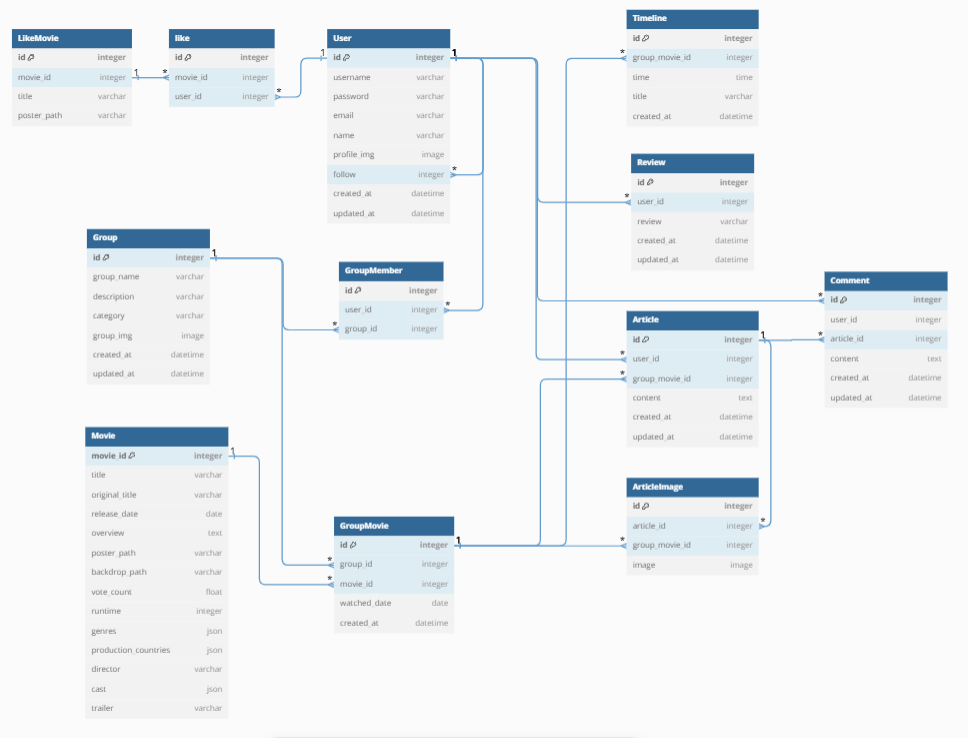 LikeMovie
id integer
movie_id integer
title varchar
poster_path varchar
1 *
like
id integer
movie_id integer
user_id integer
* 1
User
id integer
username varchar
password varchar
email varchar
name varchar
profile_img image
follow integer
created_at datetime
updated_at datetime
1
*
Timeline
id integer
group_movie_id integer
time time
title varchar
created_at datetime
*
Review
id integer
user_id integer
review varchar
created_at datetime
updated_at datetime
*
Group
id integer
group_name varchar
description varchar
category varchar
group_img image
created_at datetime
updated_at datetime
1
GroupMember
id integer
user_id integer
group_id integer
*
*
Comment
id integer
user_id integer
article_id integer
content text
created_at datetime
updated_at datetime
*
*
Article
id integer
user_id integer
group_movie_id integer
content text
created_at datetime
updated_at datetime
1
*
*
Movie
movie_id integer
title varchar
original_title varchar
release_date date
overview text
poster_path varchar
backdrop_path varchar
vote_count float
runtime integer
genres json
production_countries json
director varchar
cast json
trailer varchar
1
GroupMovie
id integer
group_id integer
movie_id integer
watched_date date
created_at datetime
1
*
*
ArticleImage
id integer
article_id integer
group_movie_id integer
image image
*
*